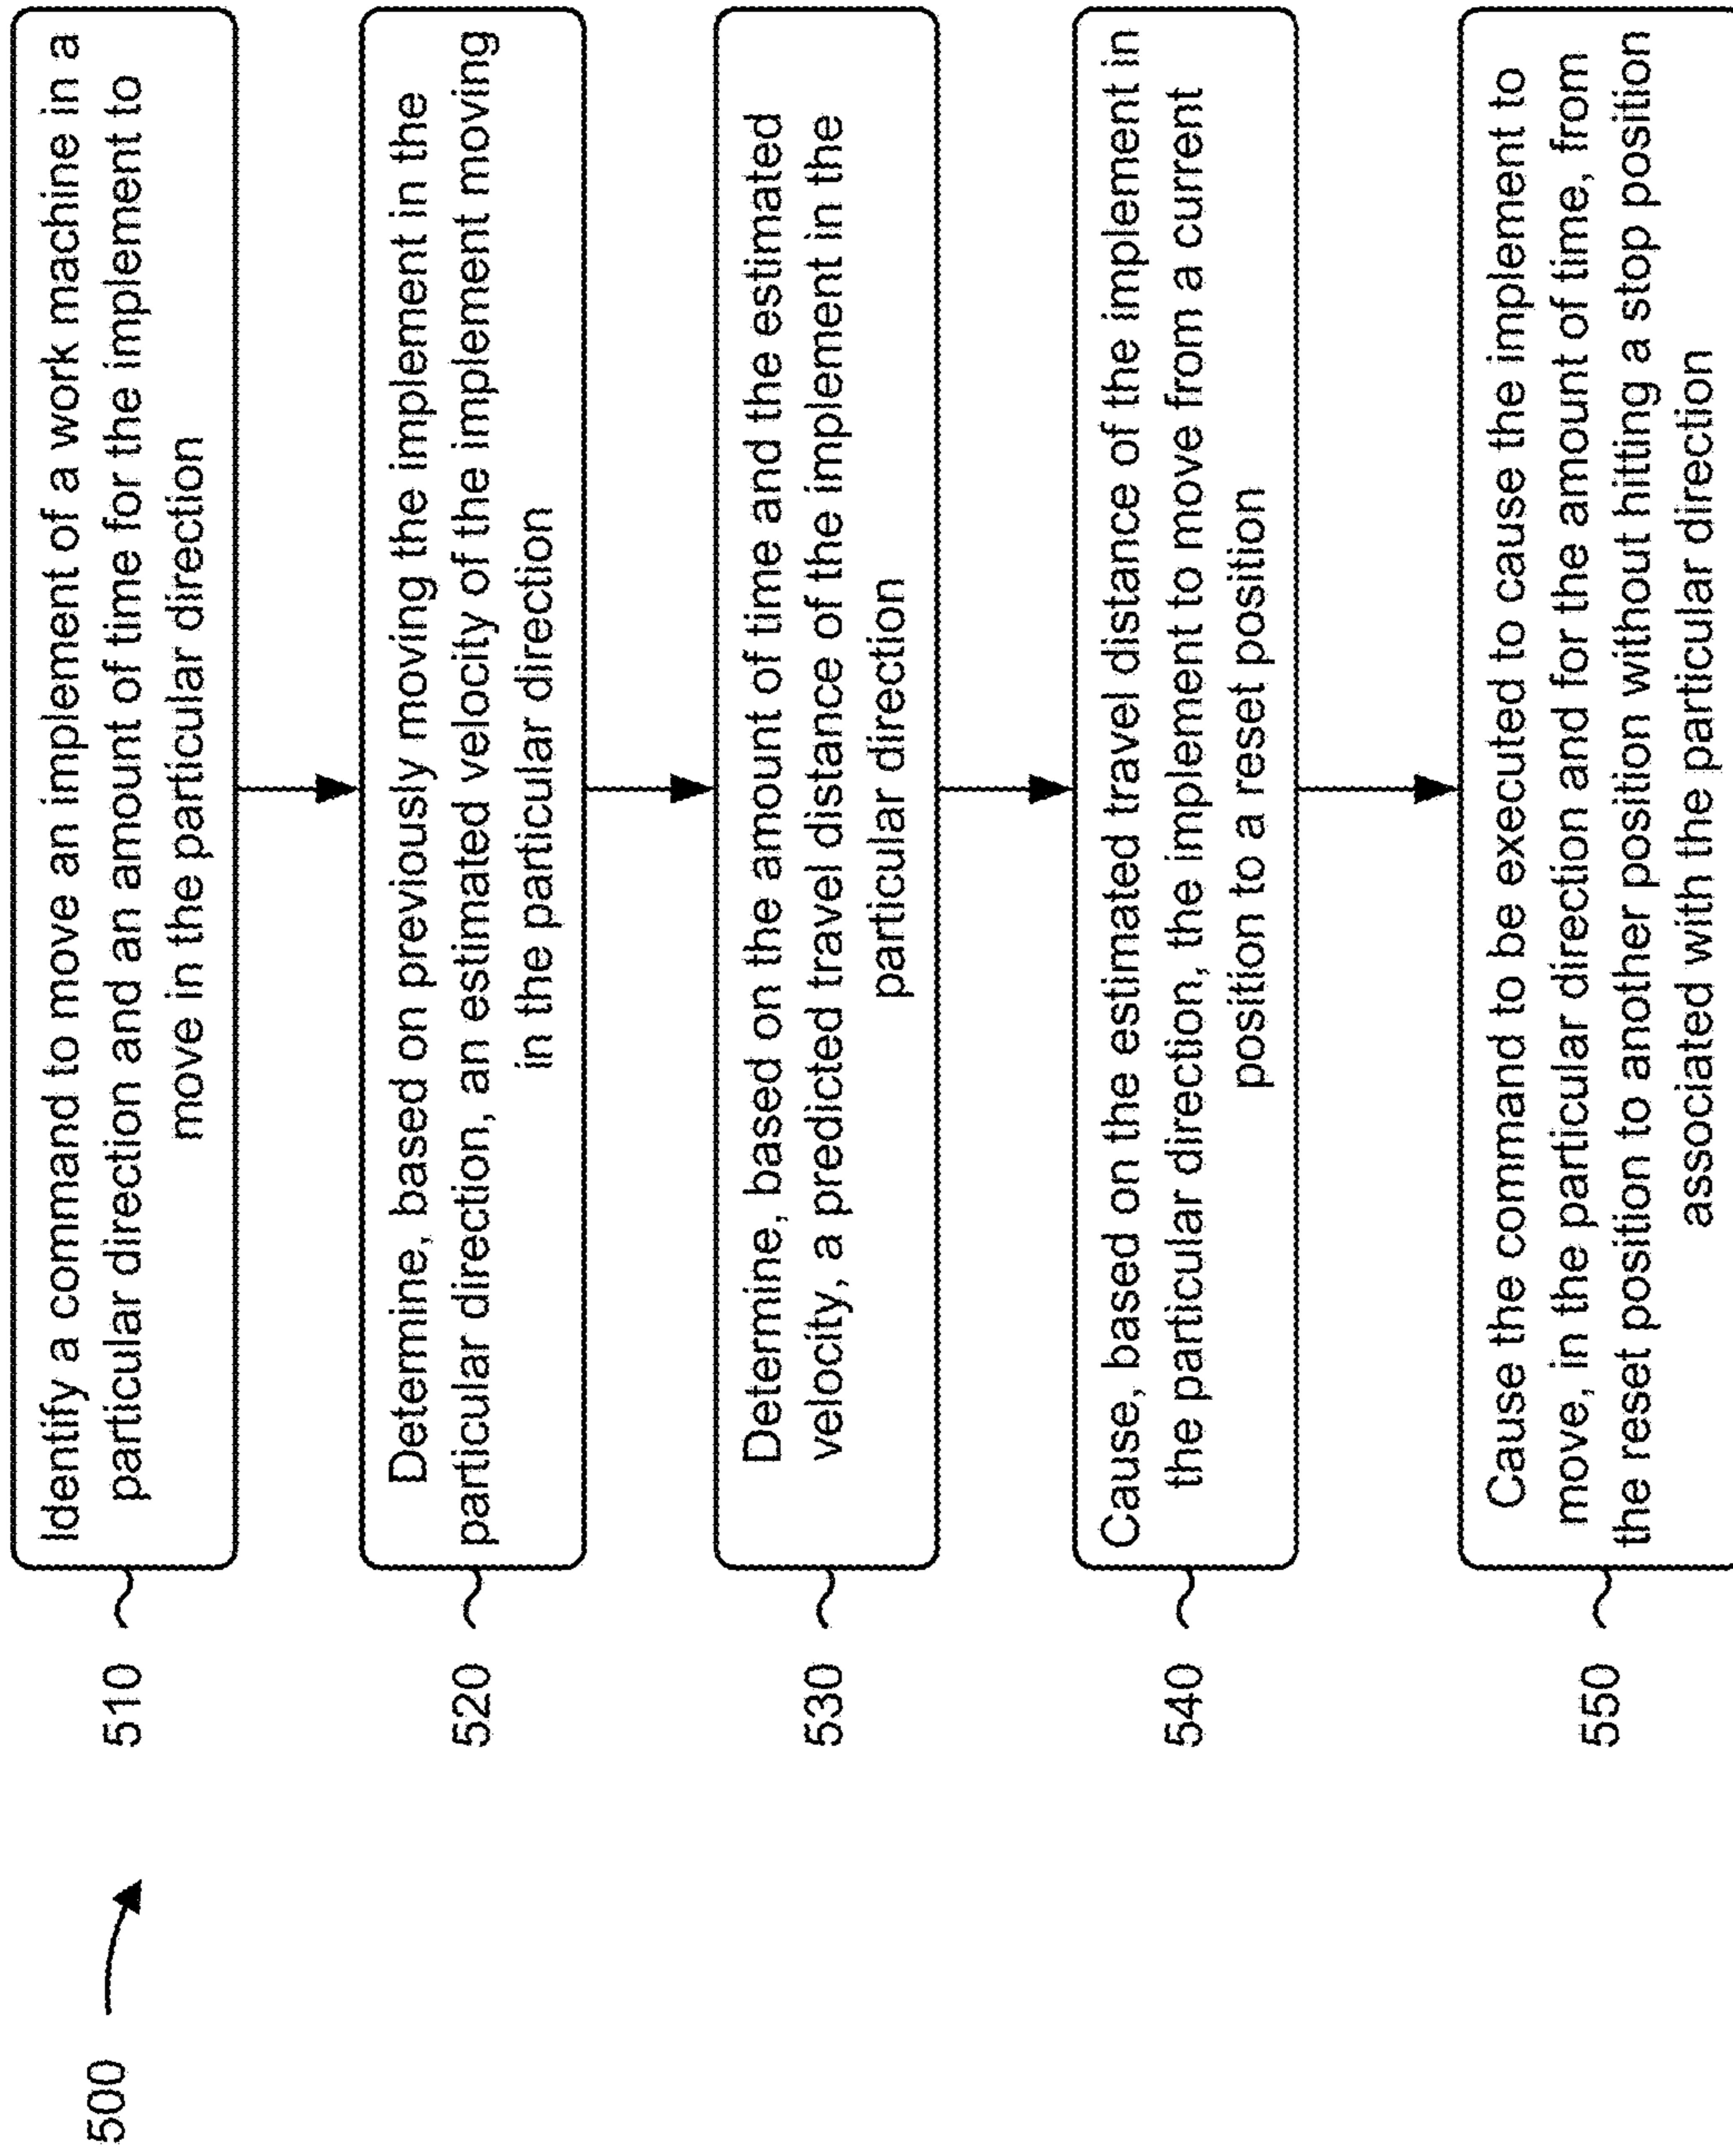 500
510
Identify a command to move an implement of a work machine in a
particular direction and an amount of time for the implement to
move in the particular direction
520
Determine, based on previously moving the implement in the
particular direction, an estimated velocity of the implement moving
in the particular direction
530
Determine, based on the amount of time and the estimated
velocity, a predicted travel distance of the implement in the
particular direction
540
Cause, based on the estimated travel distance of the implement in
the particular direction, the implement to move from a current
position to a reset position
550
Cause the command to be executed to cause the implement to
move, in the particular direction and for the amount of time, from
the reset position to another position without hitting a stop position
associated with the particular direction